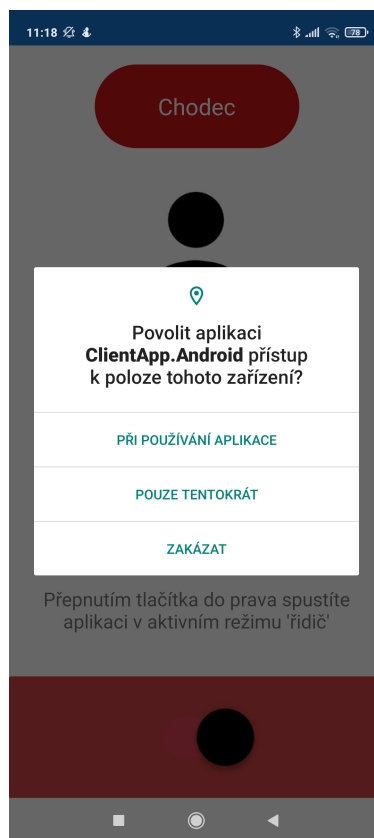 11:18
78
Chodec
Povolit aplikaci
ClientApp.Android přístup
k poloze tohoto zařízení?
PŘI POUŽÍVÁNÍ APLIKACE
POUZE TENTOKRÁT
ZAKÁZAT
Přepnutím tlačítka do prava spustíte
aplikaci v aktivním režimu 'řidič'